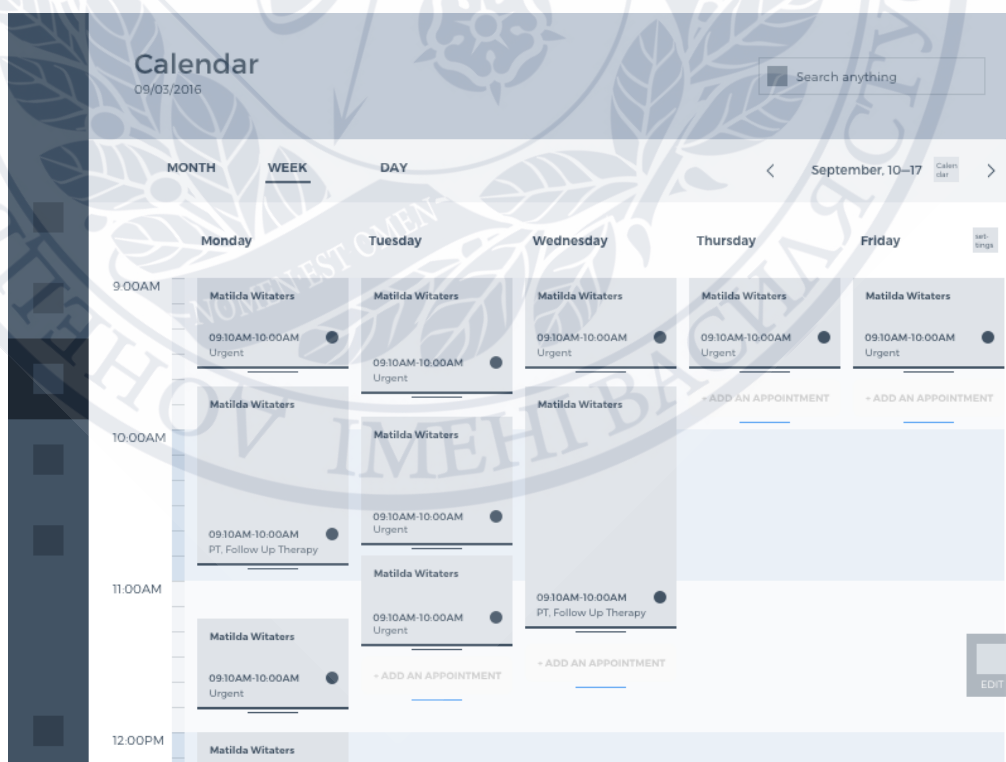 Calendar
09/03/2016
Search anything
MONTH WEEK DAY
September, 10–17
Calen
dar
Monday Tuesday Wednesday Thursday Friday
set-
tings
9:00AM
Matilda Witaters
09:10AM-10:00AM
Urgent
Matilda Witaters
09:10AM-10:00AM
Urgent
Matilda Witaters
09:10AM-10:00AM
Urgent
Matilda Witaters
09:10AM-10:00AM
Urgent
Matilda Witaters
09:10AM-10:00AM
Urgent
+ ADD AN APPOINTMENT
+ ADD AN APPOINTMENT
Matilda Witaters
09:10AM-10:00AM
PT, Follow Up Therapy
10:00AM
Matilda Witaters
09:10AM-10:00AM
Urgent
Matilda Witaters
09:10AM-10:00AM
PT, Follow Up Therapy
11:00AM
Matilda Witaters
09:10AM-10:00AM
Urgent
+ ADD AN APPOINTMENT
+ ADD AN APPOINTMENT
Matilda Witaters
09:10AM-10:00AM
Urgent
EDIT
12:00PM
Matilda Witaters
NOMEN EST OMEN
ІМЕНІ ВАСИЛЯ